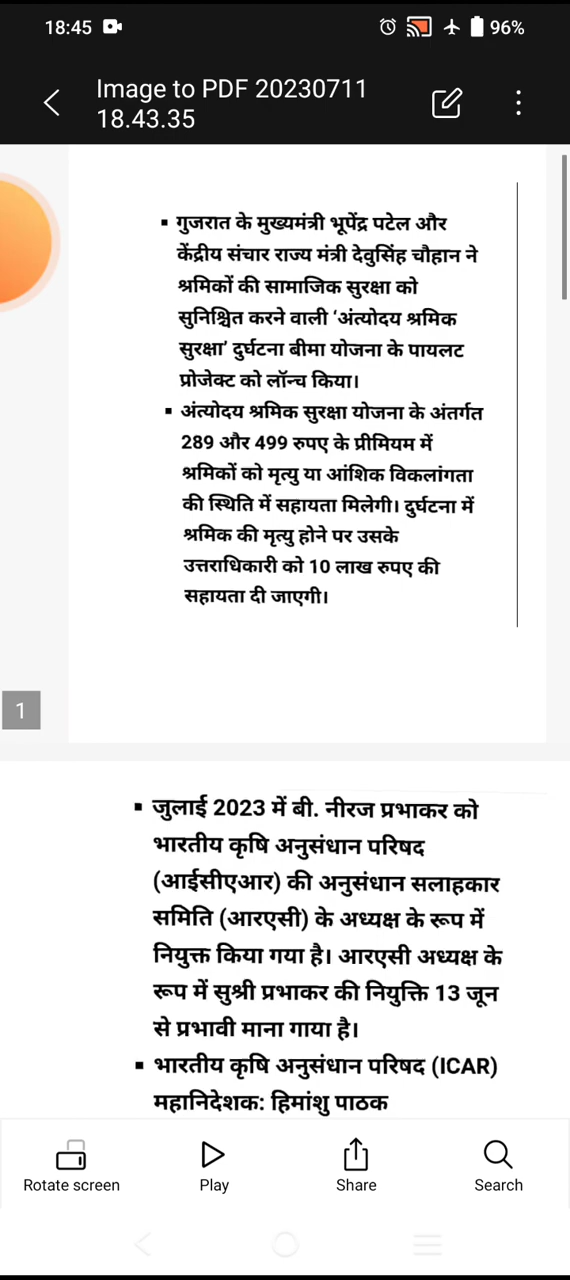 18:45
96%
Image to PDF 20230711
18.43.35
▪ गुजरात के मुख्यमंत्री भूपेंद्र पटेल और
केंद्रीय संचार राज्य मंत्री देवुसिंह चौहान ने
श्रमिकों की सामाजिक सुरक्षा को
सुनिश्चित करने वाली ‘अंत्योदय श्रमिक
सुरक्षा’ दुर्घटना बीमा योजना के पायलट
प्रोजेक्ट को लॉन्च किया।
▪ अंत्योदय श्रमिक सुरक्षा योजना के अंतर्गत
289 और 499 रुपए के प्रीमियम में
श्रमिकों को मृत्यु या आंशिक विकलांगता
की स्थिति में सहायता मिलेगी। दुर्घटना में
श्रमिक की मृत्यु होने पर उसके
उत्तराधिकारी को 10 लाख रुपए की
सहायता दी जाएगी।
1
▪ जुलाई 2023 में बी. नीरज प्रभाकर को
भारतीय कृषि अनुसंधान परिषद
(आईसीएआर) की अनुसंधान सलाहकार
समिति (आरएसी) के अध्यक्ष के रूप में
नियुक्त किया गया है। आरएसी अध्यक्ष के
रूप में सुश्री प्रभाकर की नियुक्ति 13 जून
से प्रभावी माना गाया है।
▪ भारतीय कृषि अनुसंधान परिषद (ICAR)
महानिदेशक: हिमांशु पाठक
Rotate screen
Play
Share
Search